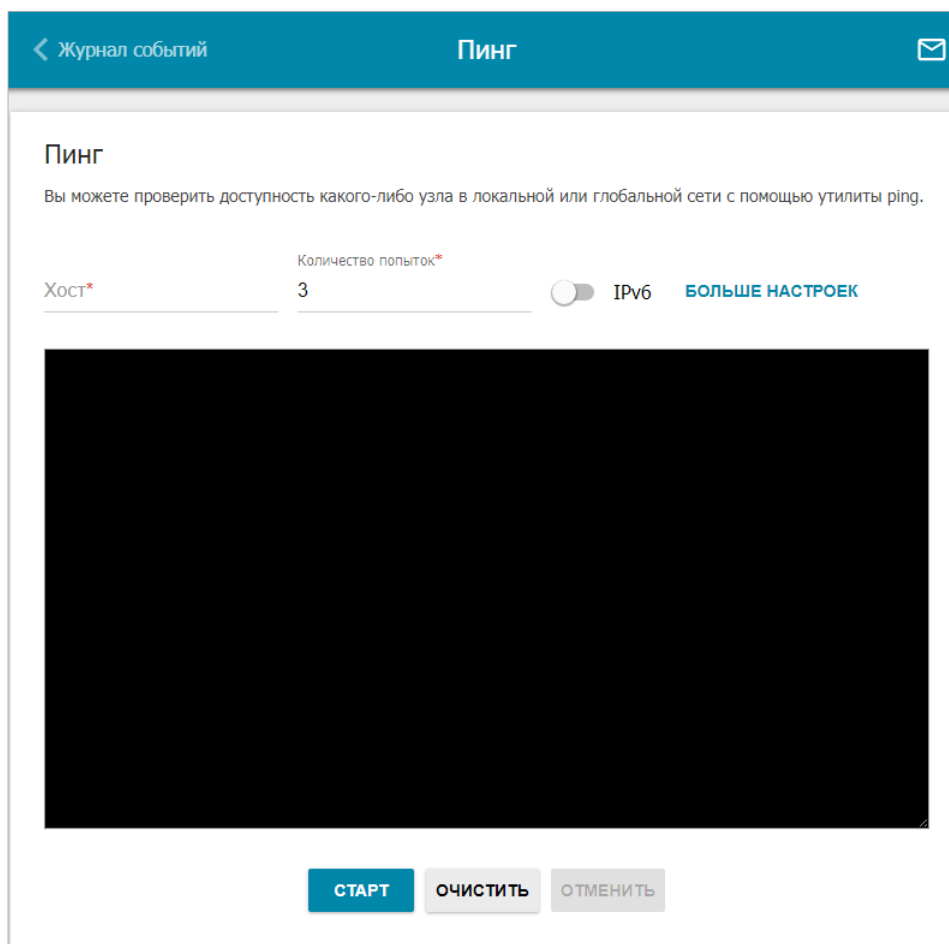 Журнал событий
Пинг
Пинг
Вы можете проверить доступность какого-либо узла в локальной или глобальной сети с помощью утилиты ping.
Количество попыток*
Хост*
3
IPv6
БОЛЬШЕ НАСТРОЕК
СТАРТ
ОЧИСТИТЬ
ОТМЕНИТЬ